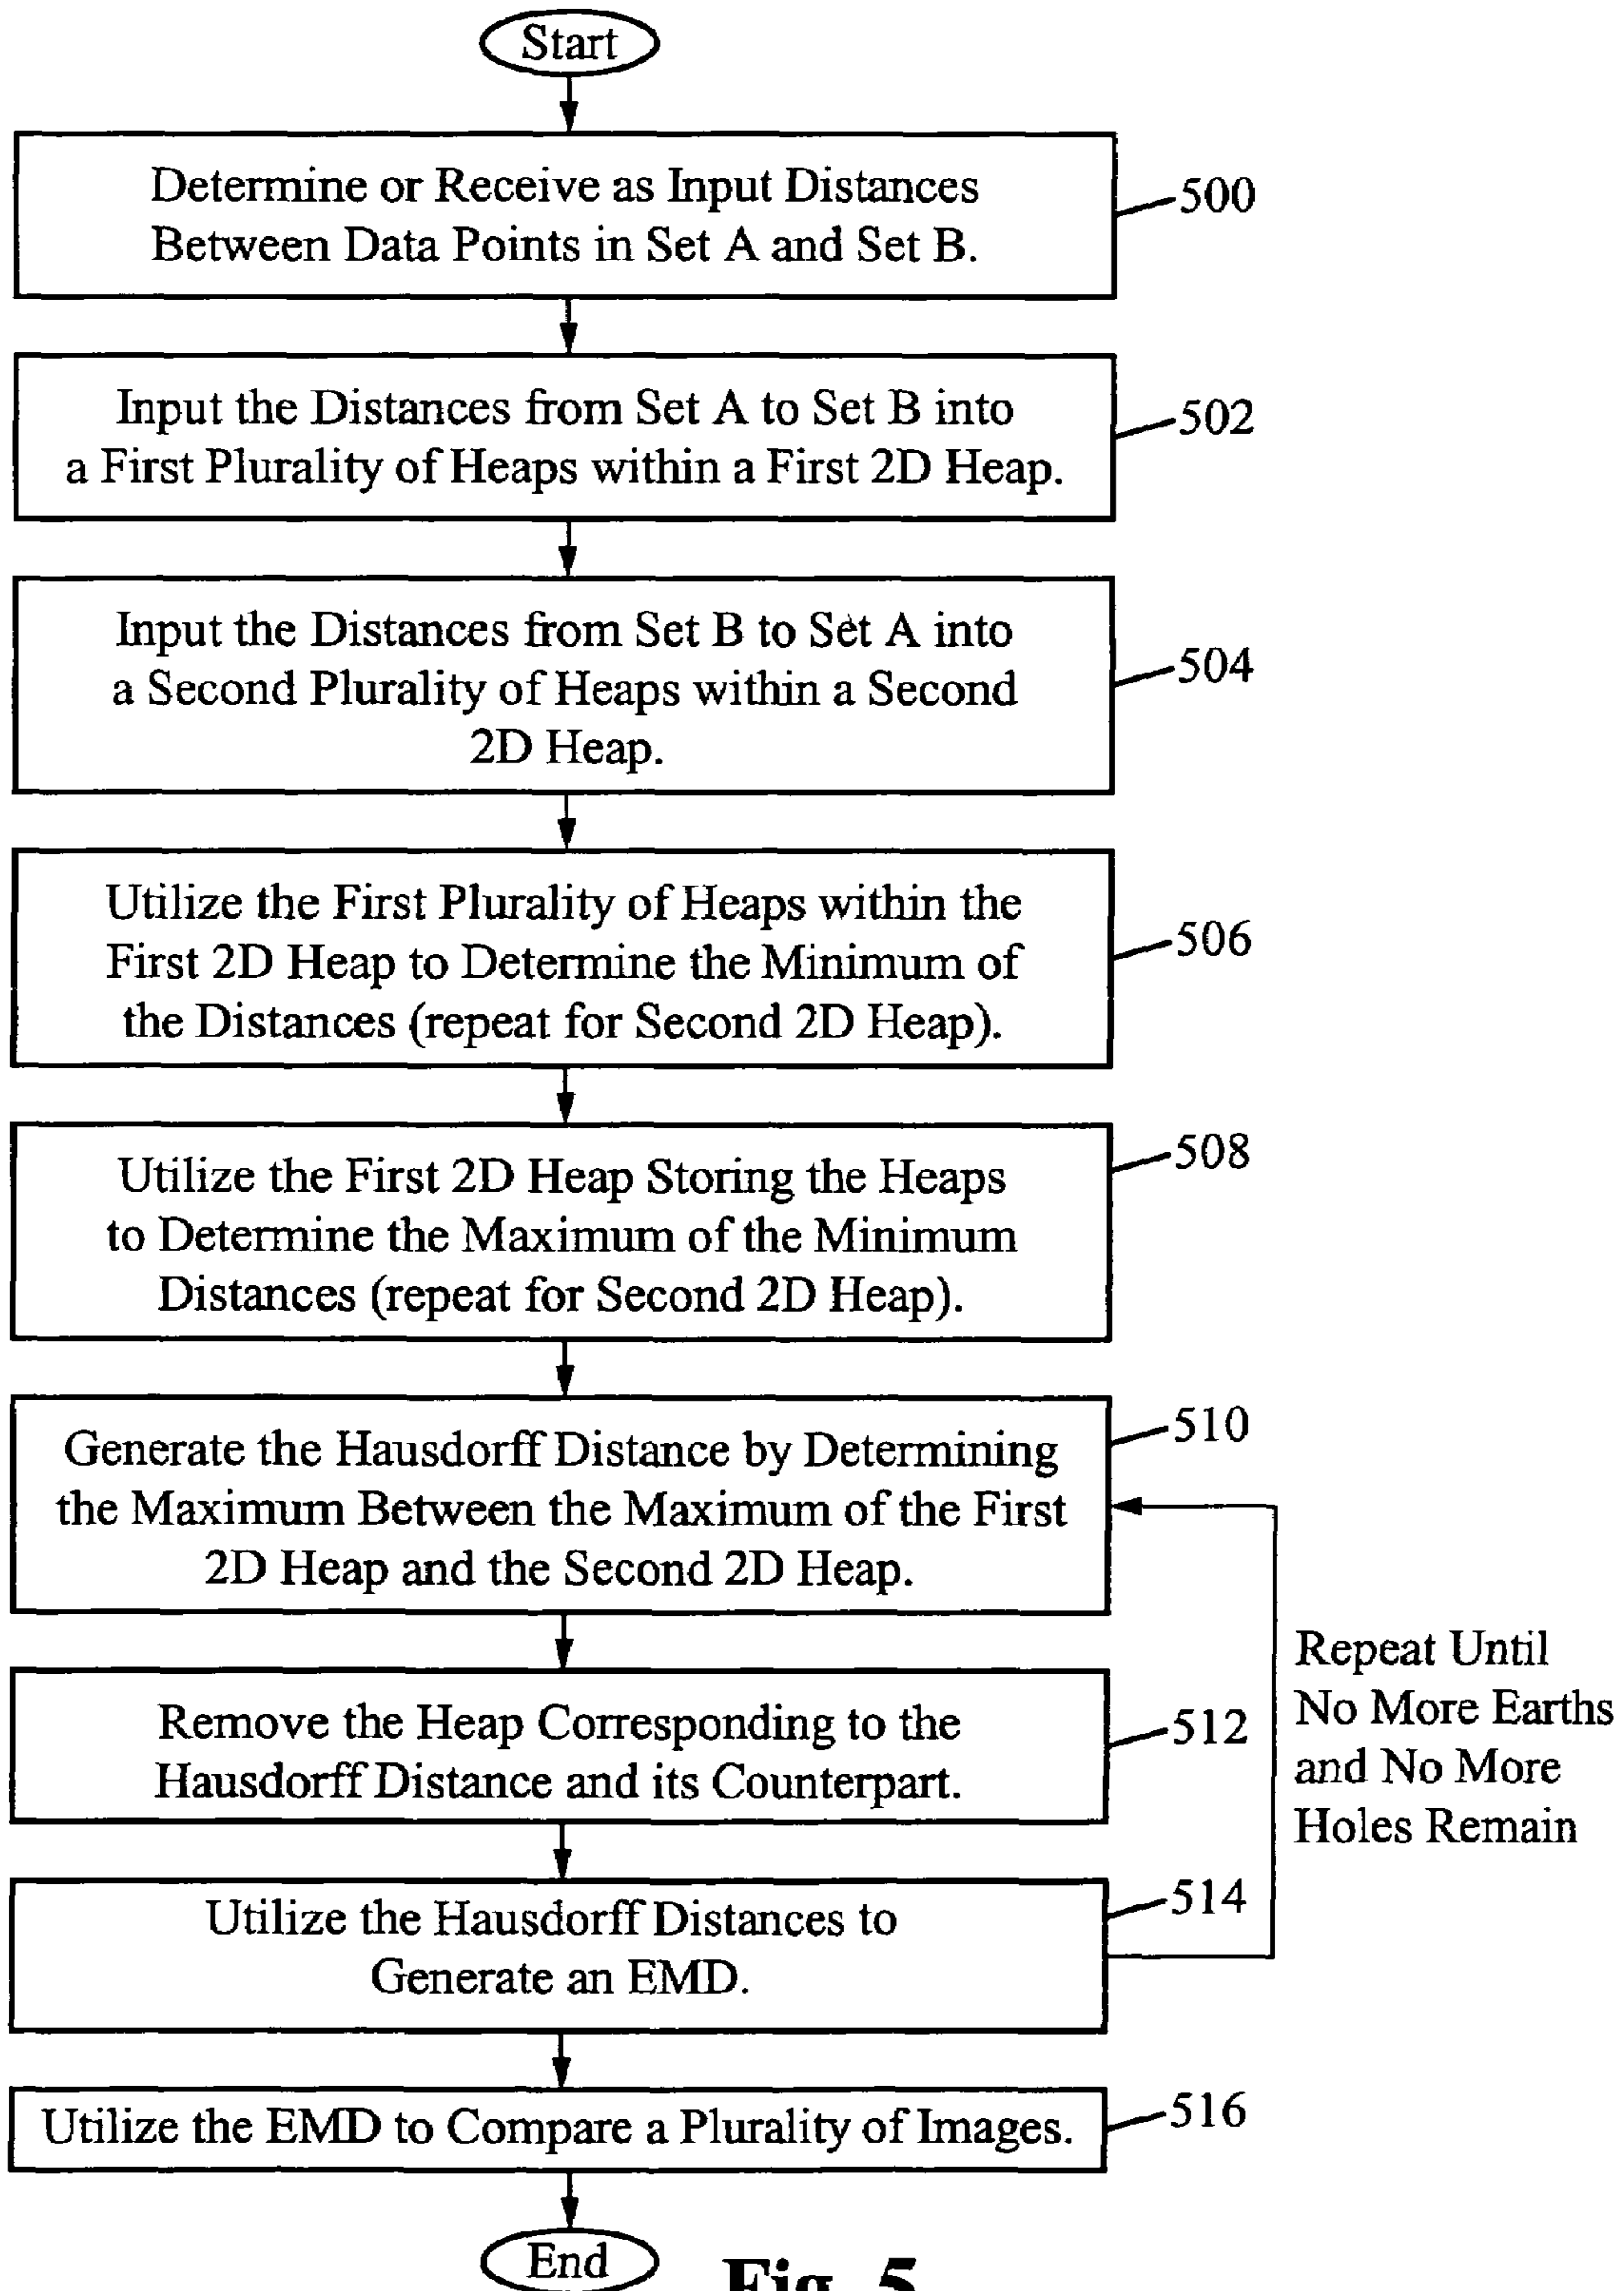 Start
Determine or Receive as Input Distances
Between Data Points in Set A and Set B.
500
Input the Distances from Set A to Set B into
a First Plurality of Heaps within a First 2D Heap.
502
Input the Distances from Set B to Set A into
a Second Plurality of Heaps within a Second
2D Heap.
504
Utilize the First Plurality of Heaps within the
First 2D Heap to Determine the Minimum of
the Distances (repeat for Second 2D Heap).
506
Utilize the First 2D Heap Storing the Heaps
to Determine the Maximum of the Minimum
Distances (repeat for Second 2D Heap).
508
Generate the Hausdorff Distance by Determining
the Maximum Between the Maximum of the First
2D Heap and the Second 2D Heap.
510
Remove the Heap Corresponding to the
Hausdorff Distance and its Counterpart.
512
Repeat Until
No More Earths
and No More
Holes Remain
Utilize the Hausdorff Distances to
Generate an EMD.
514
Utilize the EMD to Compare a Plurality of Images.
516
End
Fig. 5